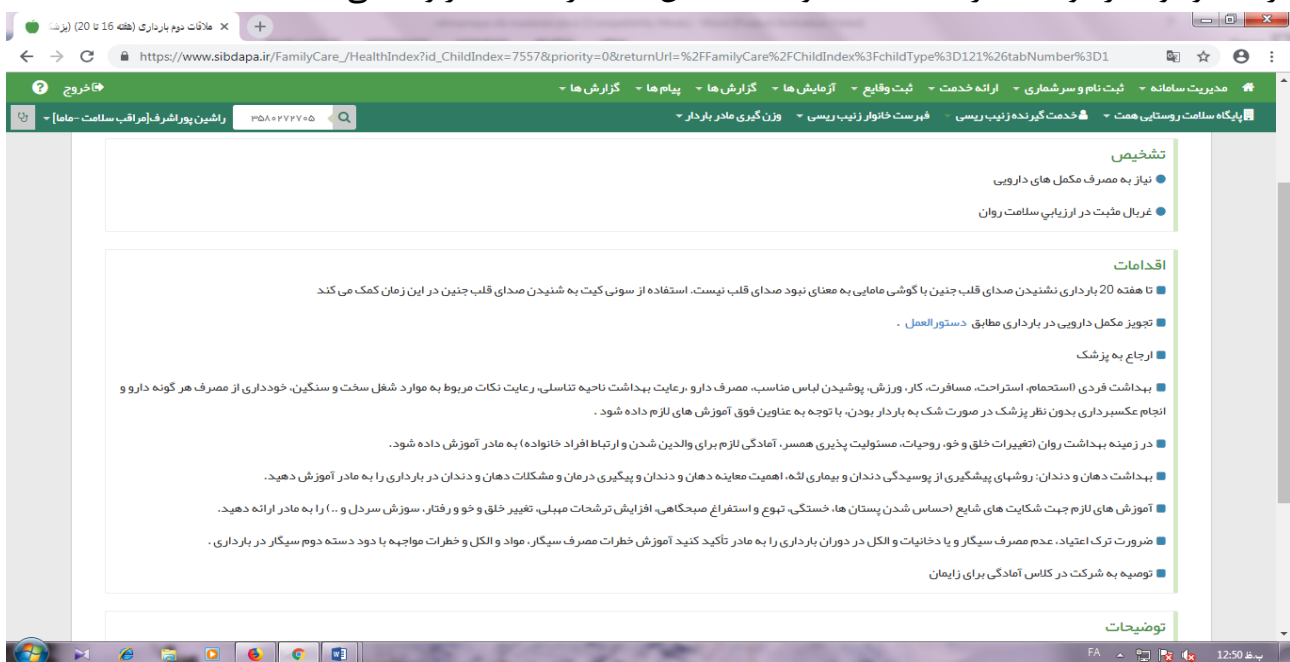 علاقات دوم بارداری (هفته 16 تا 20) (پزش
https://www.sibdapa.ir/FamilyCare_/HealthIndex?id_ChildIndex=7557&priority=0&returnUrl=%2FFamilyCare%2FChildIndex%3FchildType%3D121%26tabNumber%3D1
مدیریت سامانه ثبت نام و سرشماری ارائه خدمت ثبت وقایع آزمایش ها گزارش ها پیام ها گزارش ها خروج ?
پایگاه سلامت روستایی همت خدمت گیرنده زنیب ریسی فهرست خانوار زنیب ریسی وزن گیری مادر باردار ۳۵۸۰۲۷۲۷۰۵ راشین پوراشرف[مراقب سلامت -ماما]
تشخیص
نیاز به مصرف مکمل های دارویی
غربال مثبت در ارزيابي سلامت روان
اقدامات
تا هفته 20 بارداری نشنیدن صدای قلب جنین با گوشی مامایی به معنای نبود صدای قلب نیست. استفاده از سونی کیت به شنیدن صدای قلب جنین در این زمان کمک می کند
تجویز مکمل دارویی در بارداری مطابق دستورالعمل .
ارجاع به پزشک
بهداشت فردی (استحمام، استراحت، مسافرت، کار، ورزش، پوشیدن لباس مناسب، مصرف دارو ،رعایت بهداشت ناحیه تناسلی، رعایت نکات مربوط به موارد شغل سخت و سنگین، خودداری از مصرف هر گونه دارو و
انجام عکسبرداری بدون نظر پزشک در صورت شک به باردار بودن، با توجه به عناوین فوق آموزش های لازم داده شود .
در زمینه بهداشت روان (تغییرات خلق و خو، روحیات، مسئولیت پذیری همسر، آمادگی لازم برای والدین شدن و ارتباط افراد خانواده) به مادر آموزش داده شود.
بهداشت دهان و دندان: روشهای پیشگیری از پوسیدگی دندان و بیماری لثه، اهمیت معاینه دهان و دندان و پیگیری درمان و مشکلات دهان و دندان در بارداری را به مادر آموزش دهید.
آموزش های لازم جهت شکایت های شایع (حساس شدن پستان ها، خستگی، تهوع و استفراغ صبحگاهی، افزایش ترشحات مهبلی، تغییر خلق و خو و رفتار، سوزش سردل و ..) را به مادر ارائه دهید.
ضرورت ترک اعتیاد، عدم مصرف سیگار و یا دخانیات و الکل در دوران بارداری را به مادر تأکید کنید آموزش خطرات مصرف سیگار، مواد و الکل و خطرات مواجهه با دود دسته دوم سیگار در بارداری .
توصیه به شرکت در کلاس آمادگی برای زایمان
توضیحات
FA 12:50 ب.ظ